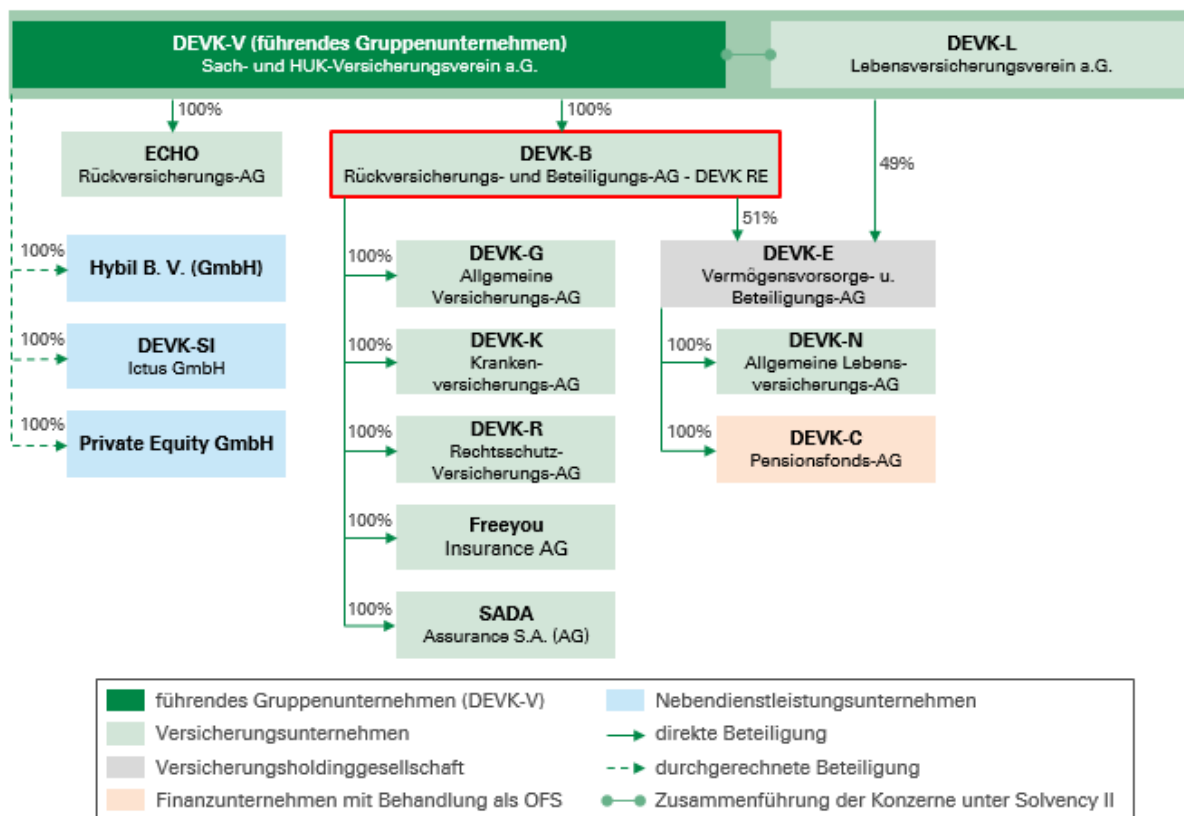 DEVK-V (führendes Gruppenunternehmen)
Sach- und HUK-Versicherungsverein a.G.
DEVK-L
Lebensversicherungsverein a.G.
100%
100%
49%
ECHO
Rückversicherungs-AG
DEVK-B
Rückversicherungs- und Beteiligungs-AG - DEVK RE
51%
100%
Hybil B. V. (GmbH)
100%
DEVK-G
Allgemeine
Versicherungs-AG
DEVK-E
Vermögensvorsorge- u.
Beteiligungs-AG
100%
DEVK-SI
Ictus GmbH
100%
DEVK-K
Kranken-
versicherungs-AG
100%
DEVK-N
Allgemeine Lebens-
versicherungs-AG
100%
Private Equity GmbH
100%
DEVK-R
Rechtsschutz-
Versicherungs-AG
100%
DEVK-C
Pensionsfonds-AG
100%
Freeyou
Insurance AG
100%
SADA
Assurance S.A. (AG)
führendes Gruppenunternehmen (DEVK-V)
Versicherungsunternehmen
Versicherungsholdinggesellschaft
Finanzunternehmen mit Behandlung als OFS
Nebendienstleistungsunternehmen
direkte Beteiligung
durchgerechnete Beteiligung
Zusammenführung der Konzerne unter Solvency II